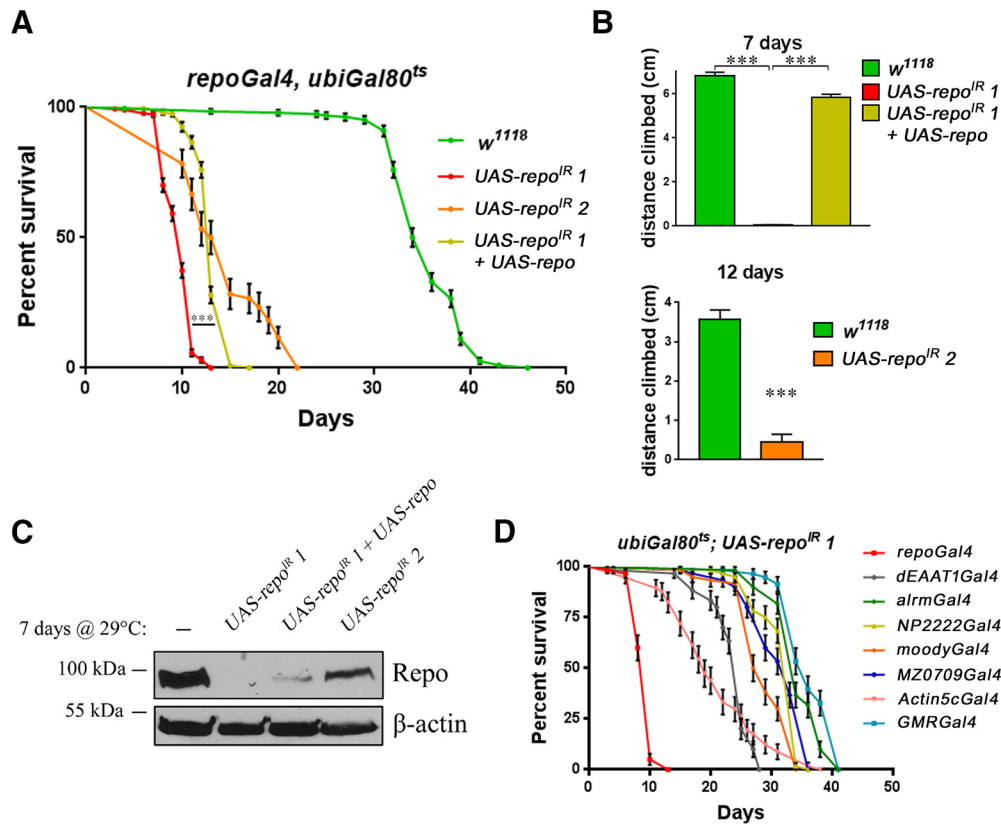 A
repoGal4, ubiGal80ts
Percent survival
100
50
0
0 10 20 30 40 50
Days
w1118
UAS-repoIR 1
UAS-repoIR 2
UAS-repoIR 1
+ UAS-repo
***
B
7 days
*** ***
distance climbed (cm)
6
4
2
0
w1118
UAS-repoIR 1
UAS-repoIR 1
+ UAS-repo
12 days
distance climbed (cm)
4
3
2
1
0
***
w1118
UAS-repoIR 2
C
7 days @ 29°C:
–
UAS-repoIR 1
UAS-repoIR 1 + UAS-repo
UAS-repoIR 2
100 kDa
55 kDa
Repo
β-actin
D
ubiGal80ts; UAS-repoIR 1
Percent survival
100
75
50
25
0
0 10 20 30 40 50
Days
repoGal4
dEAAT1Gal4
alrmGal4
NP2222Gal4
moodyGal4
MZ0709Gal4
Actin5cGal4
GMRGal4